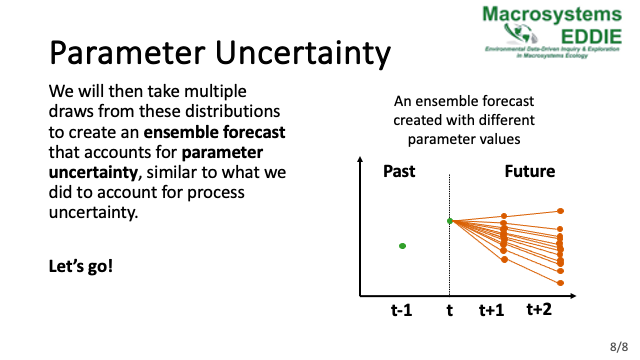 Macrosystems
EDDIE
Environmental Data-Driven Inquiry & Exploration
in Macrosystems Ecology
Parameter Uncertainty
We will then take multiple
draws from these distributions
to create an ensemble forecast
that accounts for parameter
uncertainty, similar to what we
did to account for process
uncertainty.
Let’s go!
An ensemble forecast
created with different
parameter values
Past Future
t-1 t t+1 t+2
8/8